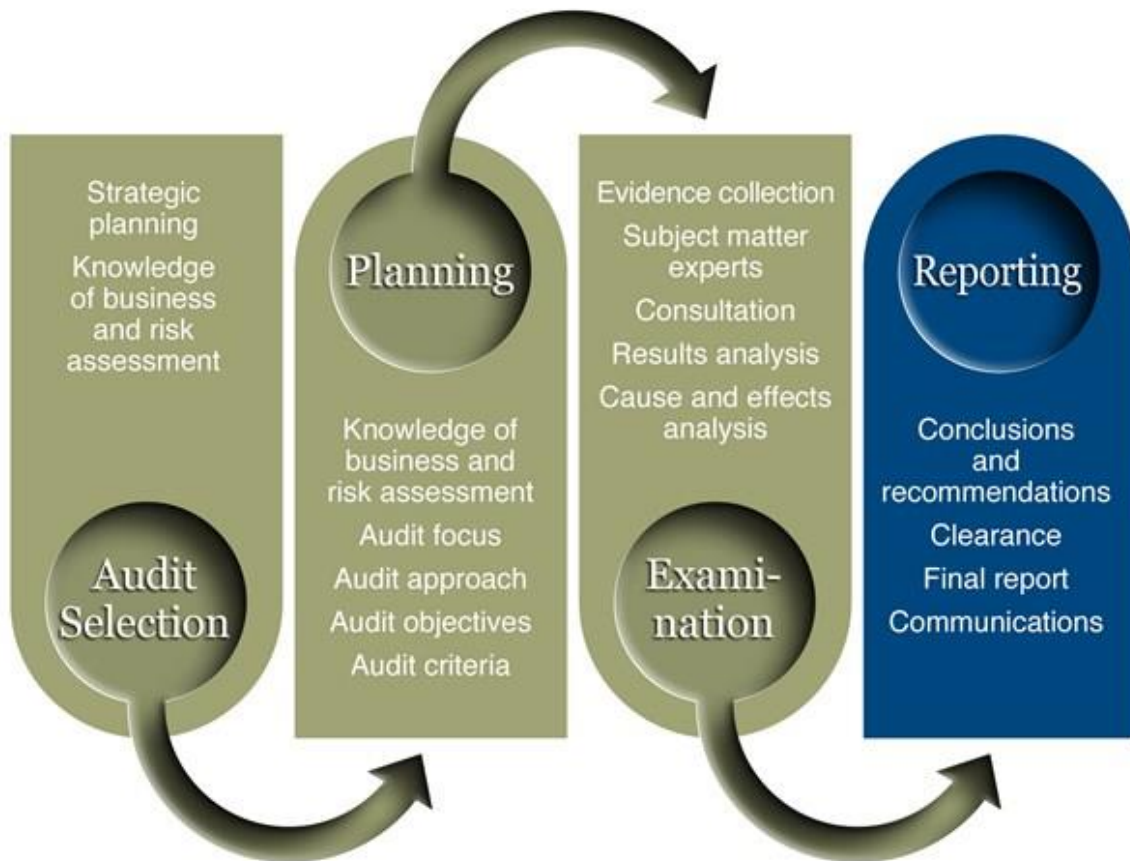 Strategic
planning
Knowledge
of business
and risk
assessment
Audit
Selection
Planning
Knowledge of
business and
risk assessment
Audit focus
Audit approach
Audit objectives
Audit criteria
Evidence collection
Subject matter
experts
Consultation
Results analysis
Cause and effects
analysis
Exami-
nation
Reporting
Conclusions
and
recommendations
Clearance
Final report
Communications